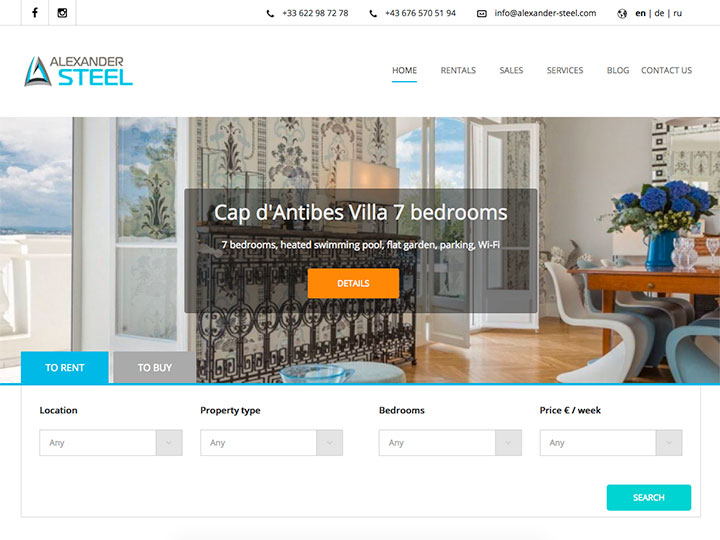 +33 622 98 72 78 +43 676 570 51 94 info@alexander-steel.com en | de | ru
ALEXANDER
STEEL
HOME RENTALS SALES SERVICES BLOG CONTACT US
Cap d'Antibes Villa 7 bedrooms
7 bedrooms, heated swimming pool, flat garden, parking, Wi-Fi
DETAILS
TO RENT TO BUY
Location Property type Bedrooms Price € / week
Any Any Any Any
SEARCH